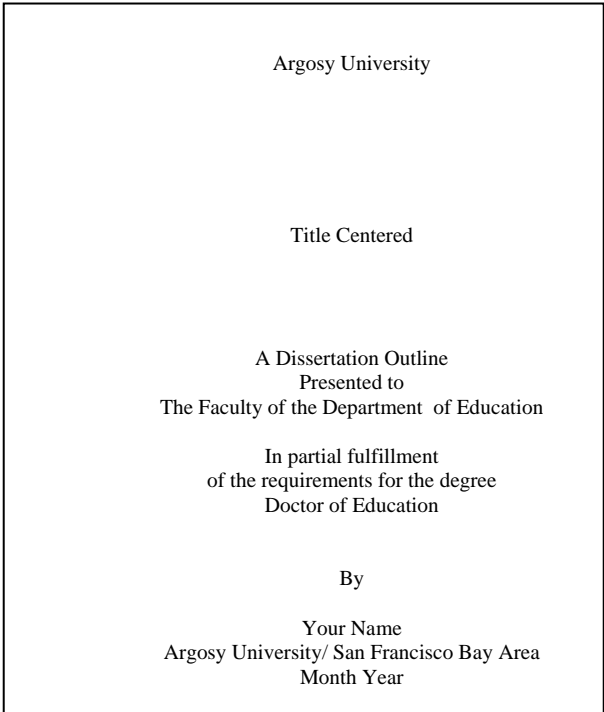 Argosy University
Title Centered
A Dissertation Outline
Presented to
The Faculty of the Department  of Education
In partial fulfillment
of the requirements for the degree
Doctor of Education
By
Your Name
Argosy University/ San Francisco Bay Area
Month Year